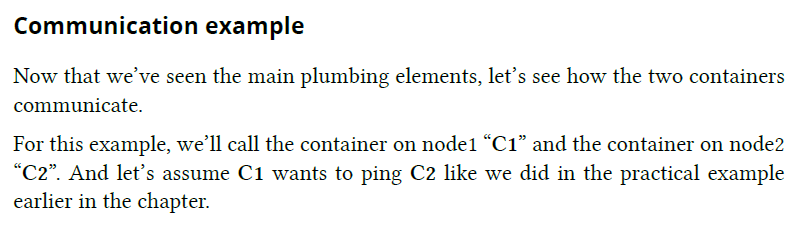 Communication example
Now that we’ve seen the main plumbing elements, let’s see how the two containers
communicate.
For this example, we’ll call the container on node1 “C1” and the container on node2
“C2”. And let’s assume C1 wants to ping C2 like we did in the practical example
earlier in the chapter.